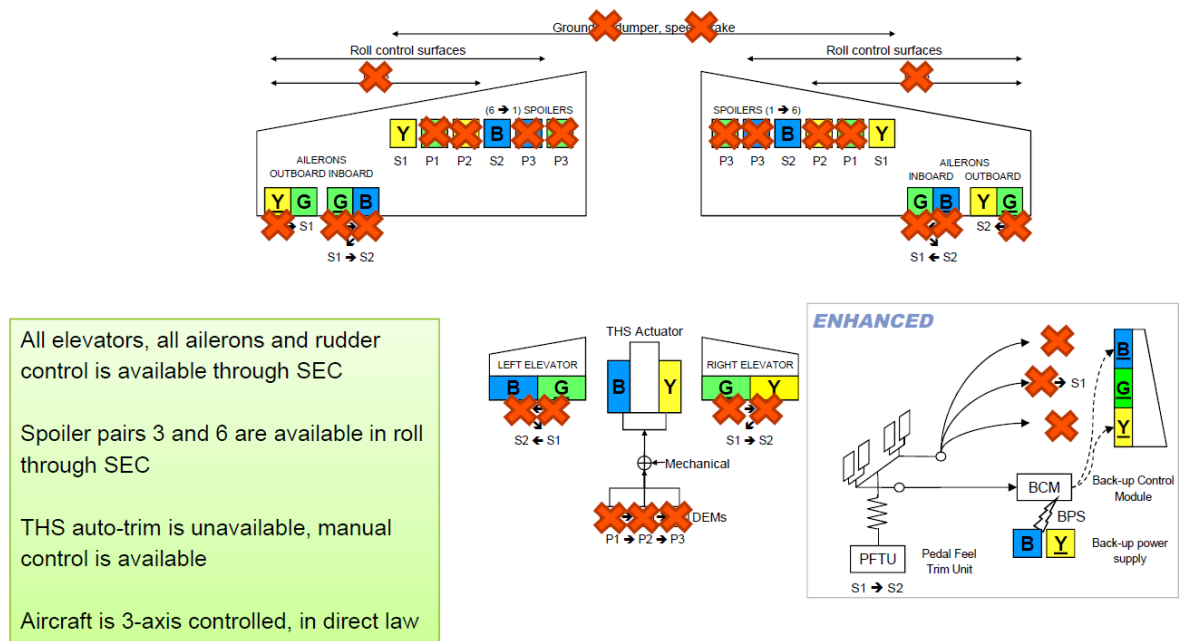 Ground dumper, speed brake
Roll control surfaces
Roll control surfaces
(6 ➔ 1) SPOILERS
SPOILERS (1 ➔ 6)
Y B
B Y
S1 P1 P2 S2 P3 P3
P3 P3 S2 P2 P1 S1
AILERONS
OUTBOARD INBOARD
AILERONS
INBOARD OUTBOARD
Y G G B
G B Y G
➔ S1
S2 ➔
S1 ➔ S2
S1 ← S2
All elevators, all ailerons and rudder
control is available through SEC
Spoiler pairs 3 and 6 are available in roll
through SEC
THS auto-trim is unavailable, manual
control is available
Aircraft is 3-axis controlled, in direct law
THS Actuator
LEFT ELEVATOR
B G
B Y
RIGHT ELEVATOR
G Y
S2 ← S1
S1 ➔ S2
Mechanical
DEMs
P1 ➔ P2 ➔ P3
ENHANCED
➔ S1
B
G
Y
BCM
Back-up Control
Module
BPS
B Y
Back-up power
supply
PFTU
Pedal Feel
Trim Unit
S1 ➔ S2